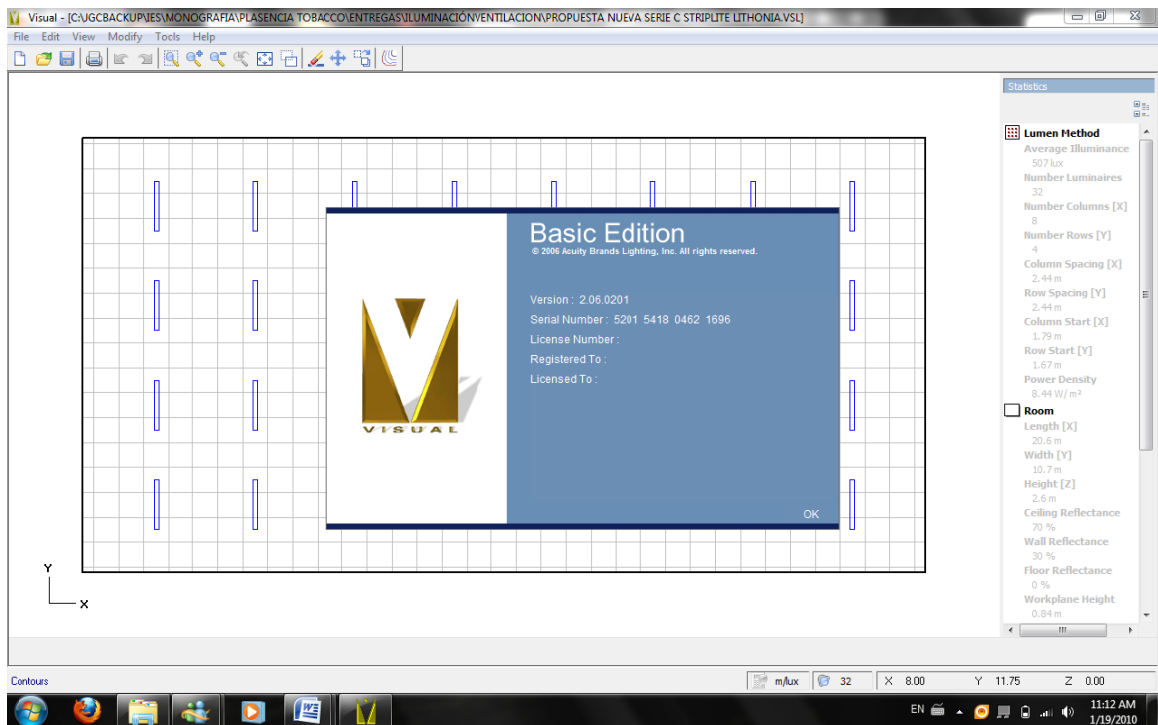 Visual - [C:\JGCBACKUP\IES\MONOGRAFIA\PLASENCIA TOBACCO\ENTREGAS\ILUMINACIÓNYENTILACION\PROPUESTA NUEVA SERIE C STRIPLITE LITHONIA.VSL]
File Edit View Modify Tools Help
Statistics
Lumen Method
Average Illuminance
507 lux
Number Luminaires
32
Number Columns [X]
8
Number Rows [Y]
4
Column Spacing [X]
2.44 m
Row Spacing [Y]
2.44 m
Column Start [X]
1.79 m
Row Start [Y]
1.67 m
Power Density
8.44 W/m²
Room
Length [X]
20.6 m
Width [Y]
10.7 m
Height [Z]
2.6 m
Ceiling Reflectance
70 %
Wall Reflectance
30 %
Floor Reflectance
0 %
Workplane Height
0.84 m
Basic Edition
© 2006 Acuity Brands Lighting, Inc. All rights reserved.
Version : 2.06.0201
Serial Number : 5201 5418 0462 1696
License Number :
Registered To :
Licensed To :
VISUAL
OK
Y
X
Contours
m/lux 32 X 8.00 Y 11.75 Z 0.00
EN 11:12 AM
1/19/2010